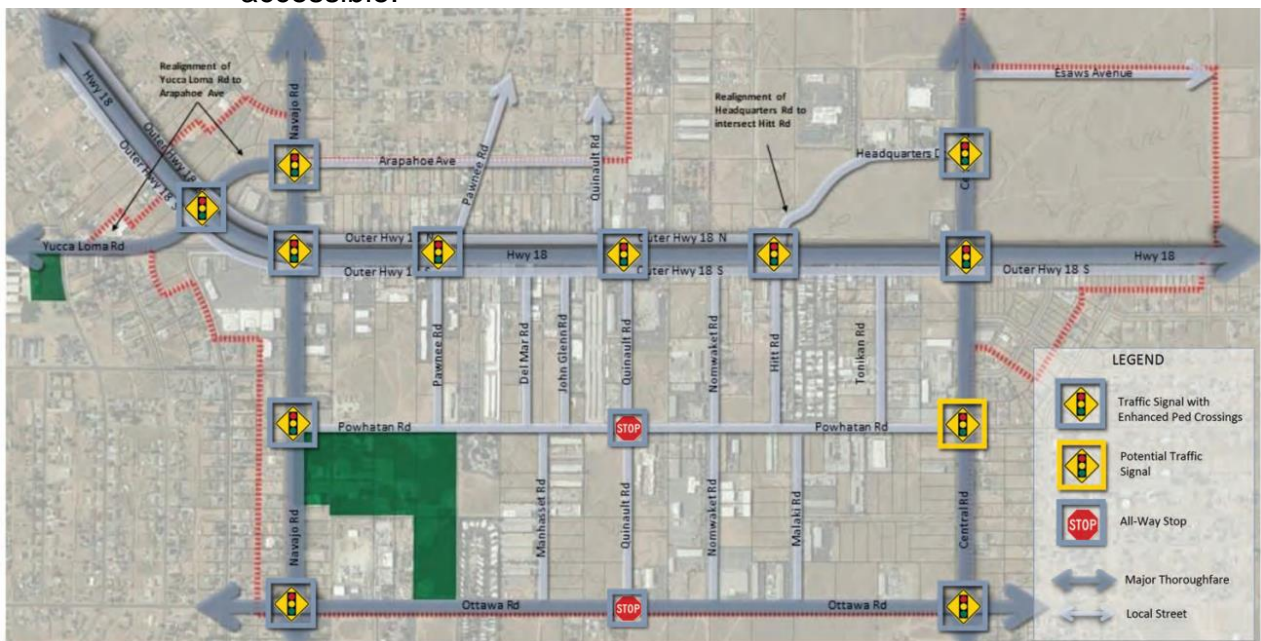 accessible.
Hwy 18
Realignment of
Yucca Loma Rd to
Arapahoe Ave
Navajo Rd
Esaws Avenue
Outer Hwy 18
Outer Hwy 18 S
Realignment of
Headquarters Rd to
intersect Hitt Rd
Arapahoe Ave
Pawnee Rd
Quinault Rd
Headquarters D
Ce
Yucca Loma Rd
Outer Hwy 1 N
Outer Hwy 18 N
Hwy 18
Hwy 18
Outer Hwy 1
Outer Hwy 18 S
Outer Hwy 18 S
Pawnee Rd
Del Mar Rd
John Glenn Rd
Quinault Rd
Nomwaket Rd
Hitt Rd
Tonikan Rd
Powhatan Rd
STOP
Powhatan Rd
Navajo Rd
Manhasset Rd
Quinault Rd
Nomwaket Rd
Malaki Rd
Central Rd
Ottawa Rd
STOP
Ottawa Rd
LEGEND
Traffic Signal with
Enhanced Ped Crossings
Potential Traffic
Signal
STOP
All-Way Stop
Major Thoroughfare
Local Street